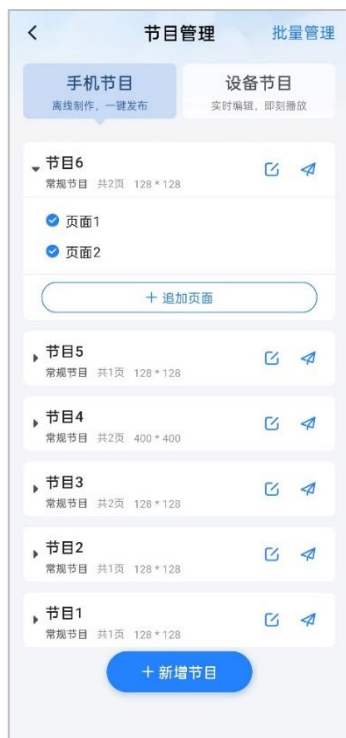 节目管理 批量管理
手机节目 设备节目
离线制作，一键发布 实时编辑，即刻播放
节目6
常规节目 共2页 128*128
页面1
页面2
+ 追加页面
节目5
常规节目 共1页 128*128
节目4
常规节目 共2页 400*400
节目3
常规节目 共2页 128*128
节目2
常规节目 共1页 128*128
节目1
常规节目 共1页 128*128
+ 新增节目